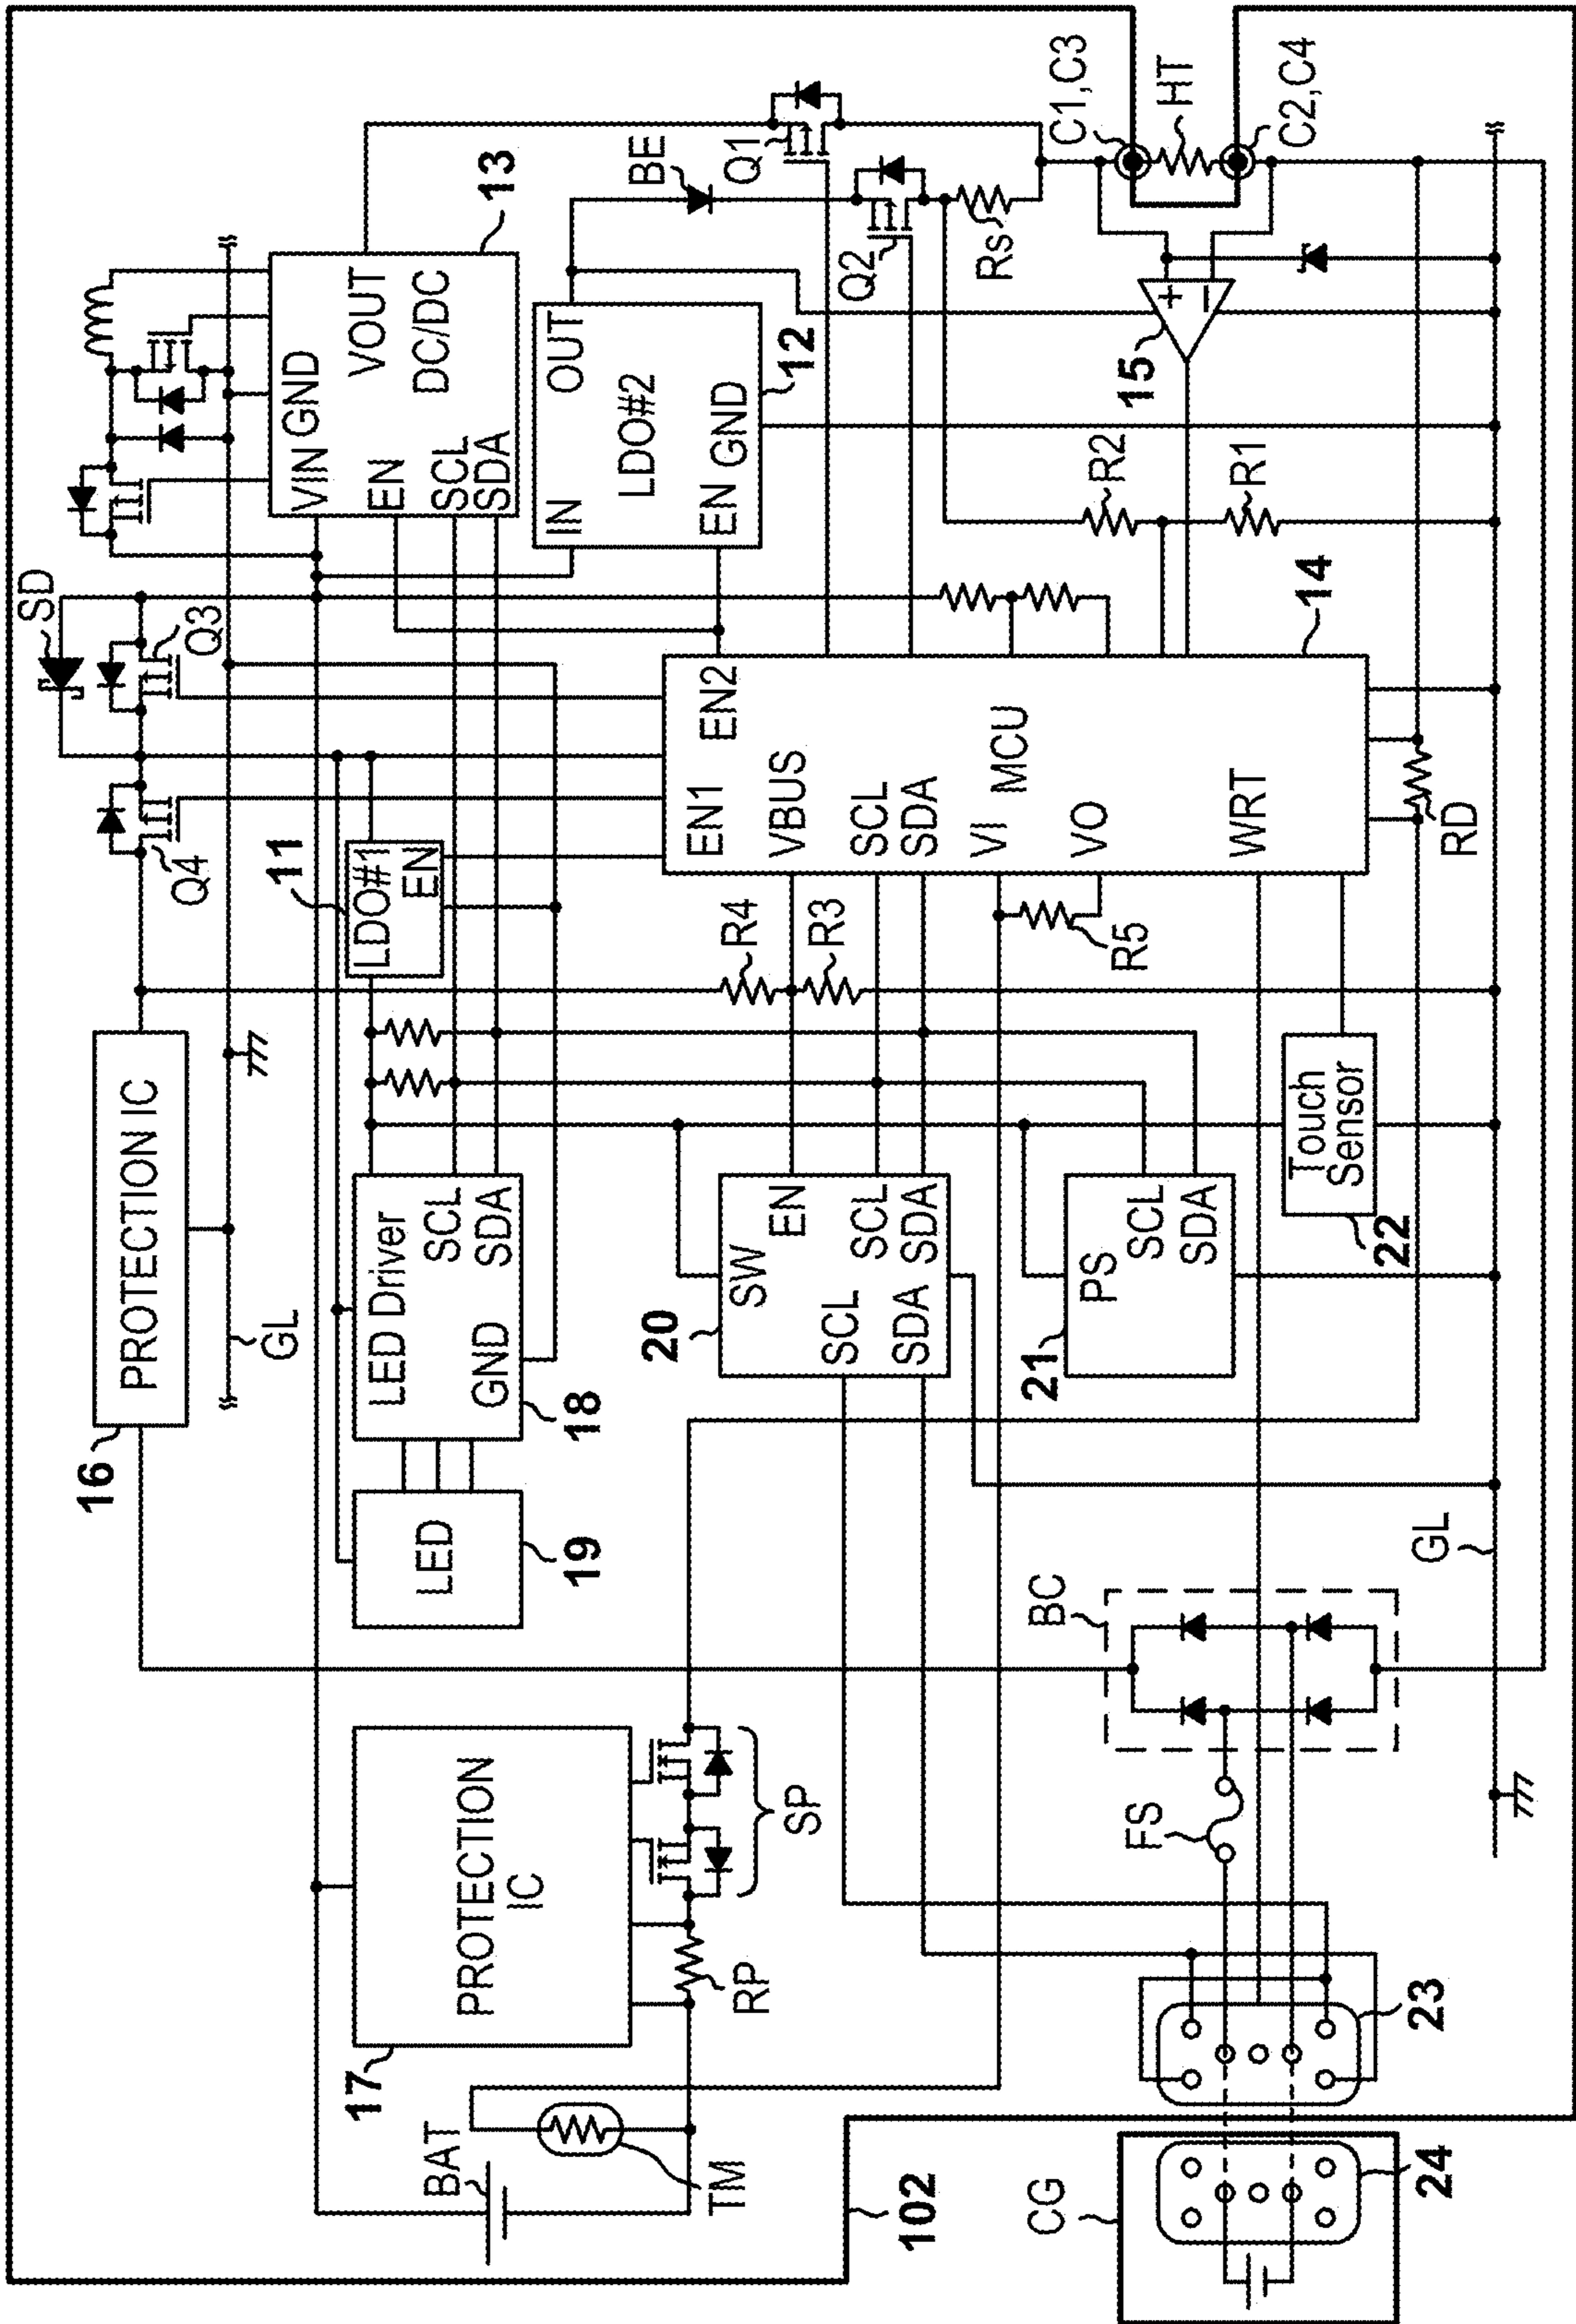 SD
Q3
Q4
VIN
GND
VOUT
DC/DC
EN
SCL
SDA
13
BE
Q1
C1,C3
HT
C2,C4
IN
OUT
LDO#2
EN
GND
12
Q2
Rs
+
−
15
R2
R1
14
LDO#1
EN
11
EN1
EN2
VBUS
SCL
SDA
VI
MCU
VO
WRT
RD
R4
R3
R5
PROTECTION IC
16
GL
LED Driver
SCL
SDA
GND
18
LED
19
SW
EN
SCL
SDA
SCL
SDA
20
PS
SCL
SDA
21
Touch
Sensor
22
GL
PROTECTION
IC
17
SP
RP
BC
FS
BAT
TM
23
102
CG
24